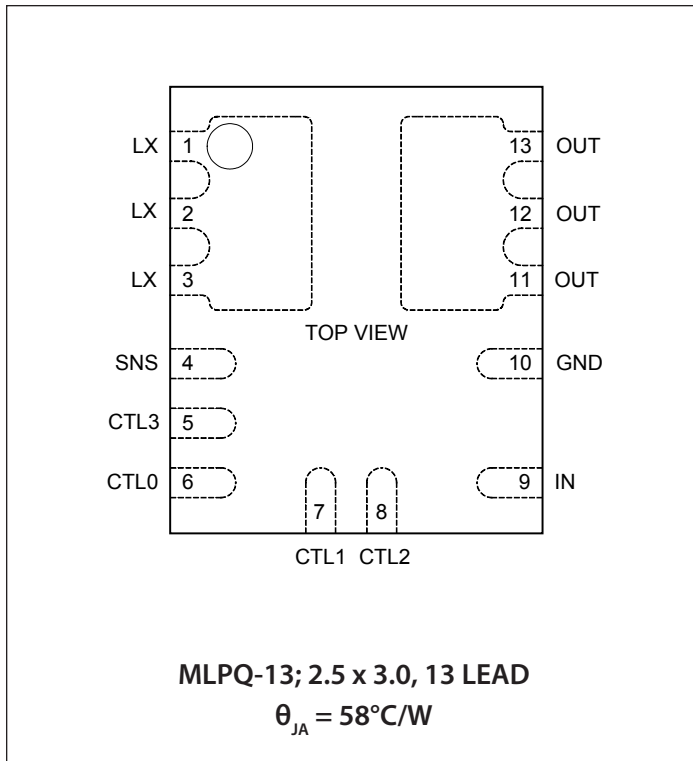 LX 1 13 OUT
LX 2 12 OUT
LX 3 11 OUT
TOP VIEW
SNS 4 10 GND
CTL3 5
CTL0 6 9 IN
7 8
CTL1 CTL2
MLPQ-13; 2.5 x 3.0, 13 LEAD
θJA = 58°C/W